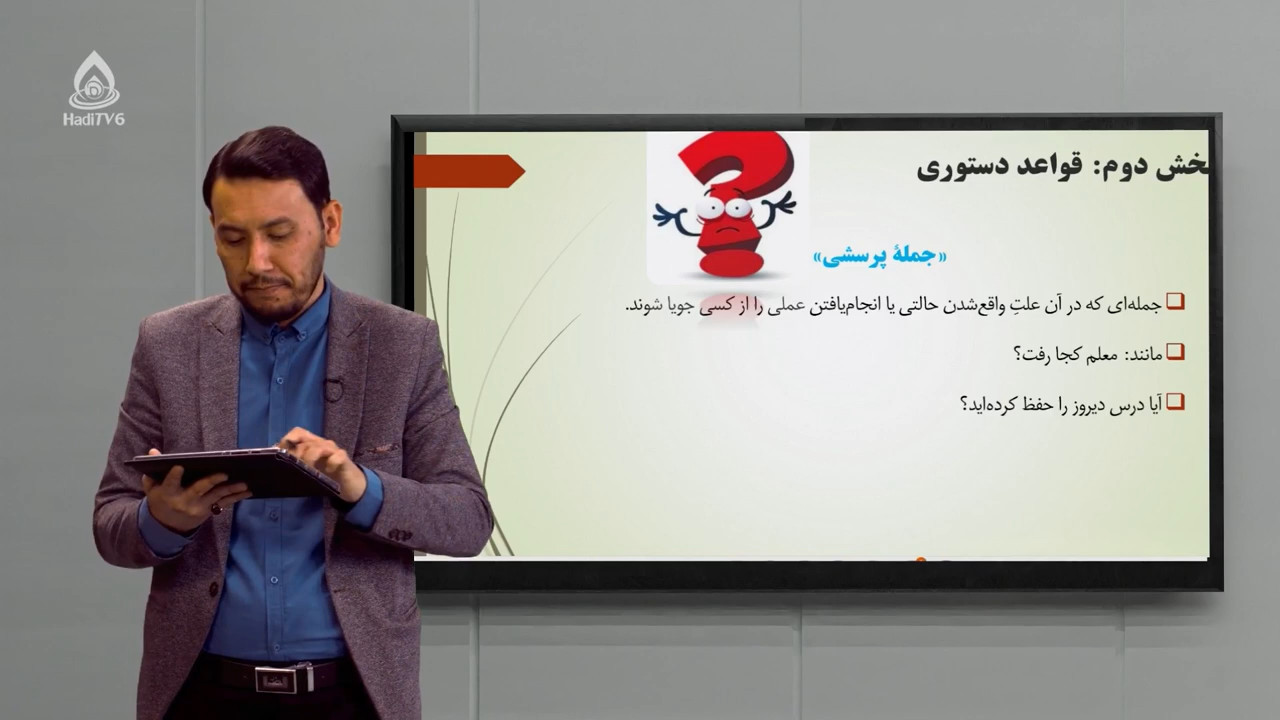 HadiTV6
بخش دوم: قواعد دستوری
«جملهٔ پرسشی»
جمله‌ای که در آن علتِ واقع‌شدن حالتی یا انجام‌یافتن عملی را از کسی جویا شوند.
مانند: معلم کجا رفت؟
آیا درس دیروز را حفظ کرده‌اید؟